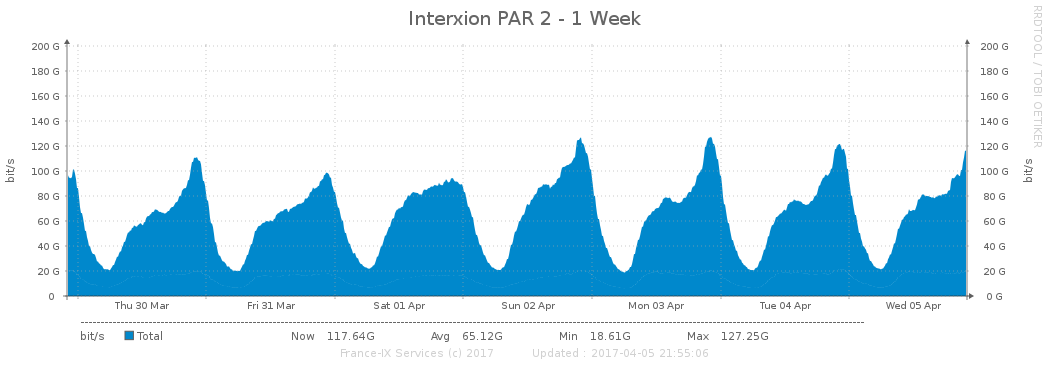 Interxion PAR 2 - 1 Week
RRDTOOL / TOBI OETIKER
bit/s
200 G 200 G
180 G 180 G
160 G 160 G
140 G 140 G
120 G 120 G
100 G 100 G
80 G 80 G
60 G 60 G
40 G 40 G
20 G 20 G
0 0 G
bit/s
Thu 30 Mar Fri 31 Mar Sat 01 Apr Sun 02 Apr Mon 03 Apr Tue 04 Apr Wed 05 Apr
bit/s Total Now 117.64G Avg 65.12G Min 18.61G Max 127.25G
France-IX Services (c) 2017 Updated : 2017-04-05 21:55:06